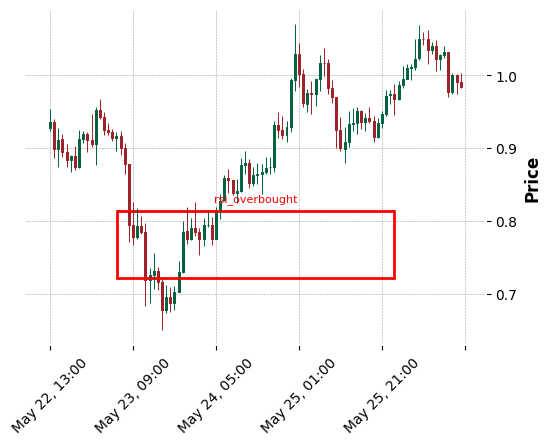 1.0
0.9
0.8
0.7
Price
rsi_overbought
May 22, 13:00
May 23, 09:00
May 24, 05:00
May 25, 01:00
May 25, 21:00